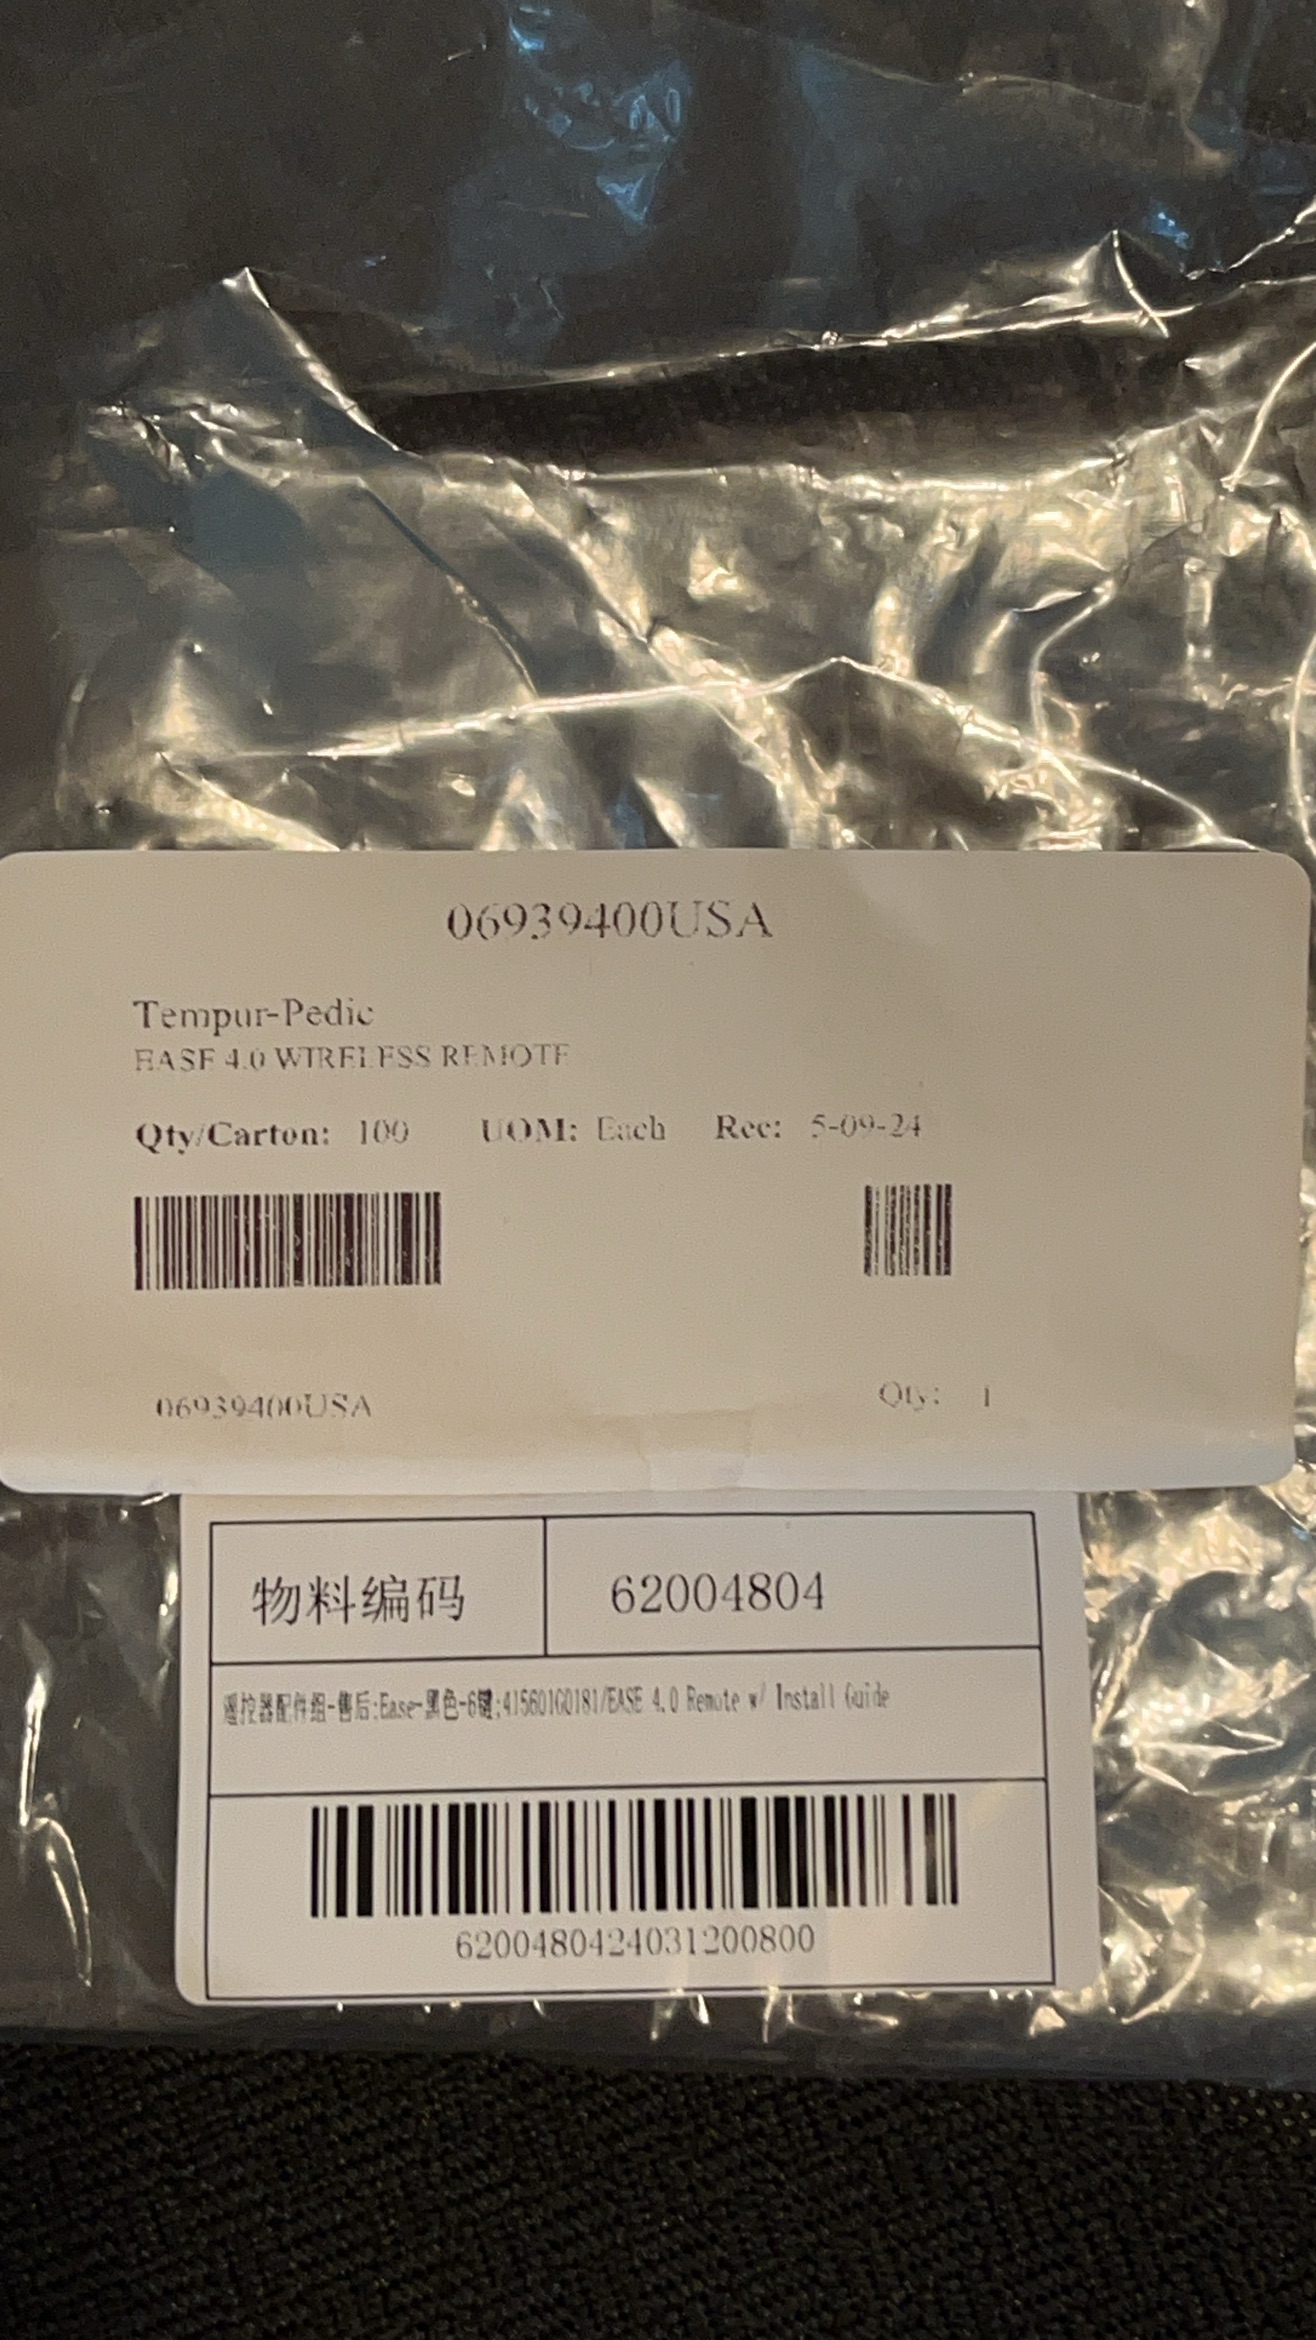 06939400USA
Tempur-Pedic
EASE 4.0 WIRELESS REMOTE
Qty/Carton: 100 UOM: Each Rec: 5-09-24
06939400USA Qty: 1
物料编码 62004804
遥控器配件组-售后:Ease-黑色-6键;415601G0181/EASE 4.0 Remote w/ Install Guide
6200480424031200800